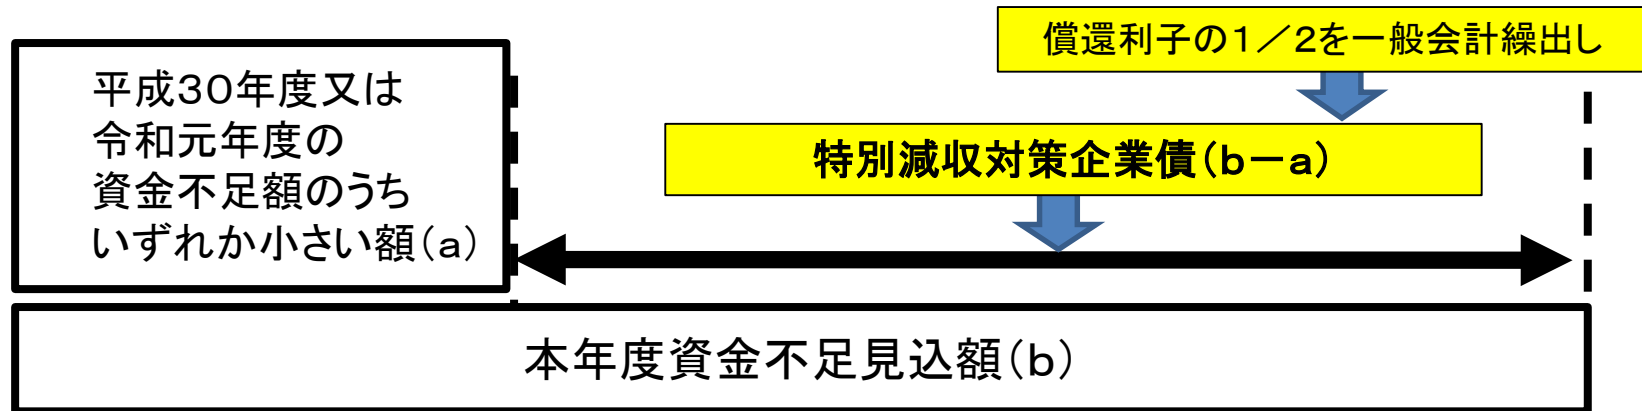 償還利子の1／2を一般会計繰出し
平成30年度又は
令和元年度の
資金不足額のうち
いずれか小さい額(a)
特別減収対策企業債(b－a)
本年度資金不足見込額(b)